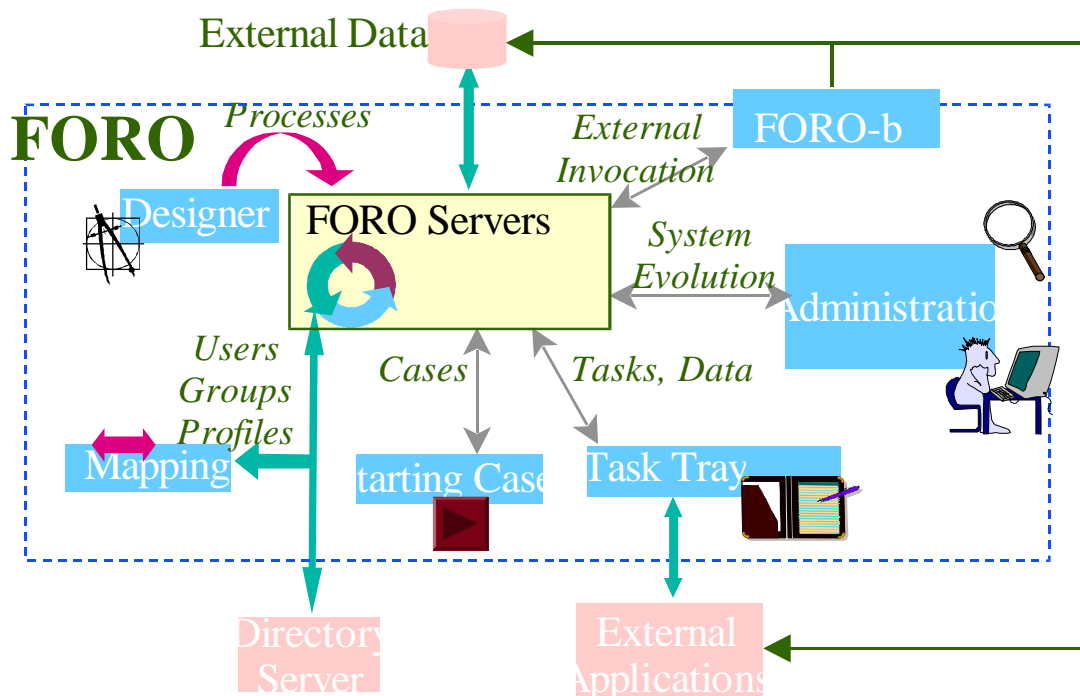 External Data
FORO
Processes
External
Invocation
FORO-b
Designer
FORO Servers
System
Evolution
Administratio
Users
Groups
Profiles
Cases
Tasks, Data
Mapping
tarting Case
Task Tray
Directory
Server
External
Applications